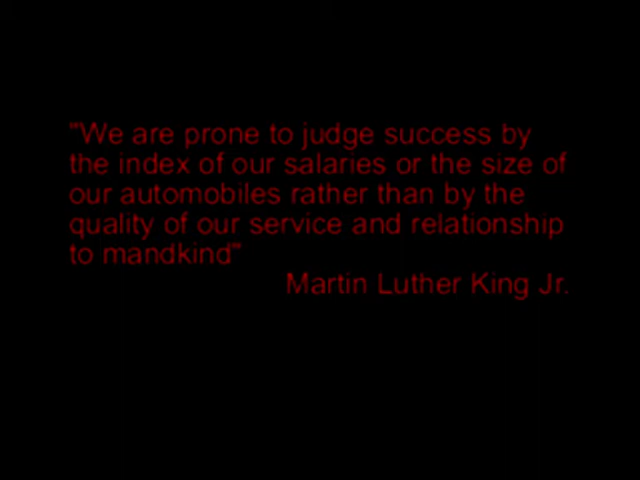 "We are prone to judge success by
the index of our salaries or the size of
our automobiles rather than by the
quality of our service and relationship
to mandkind"
Martin Luther King Jr.